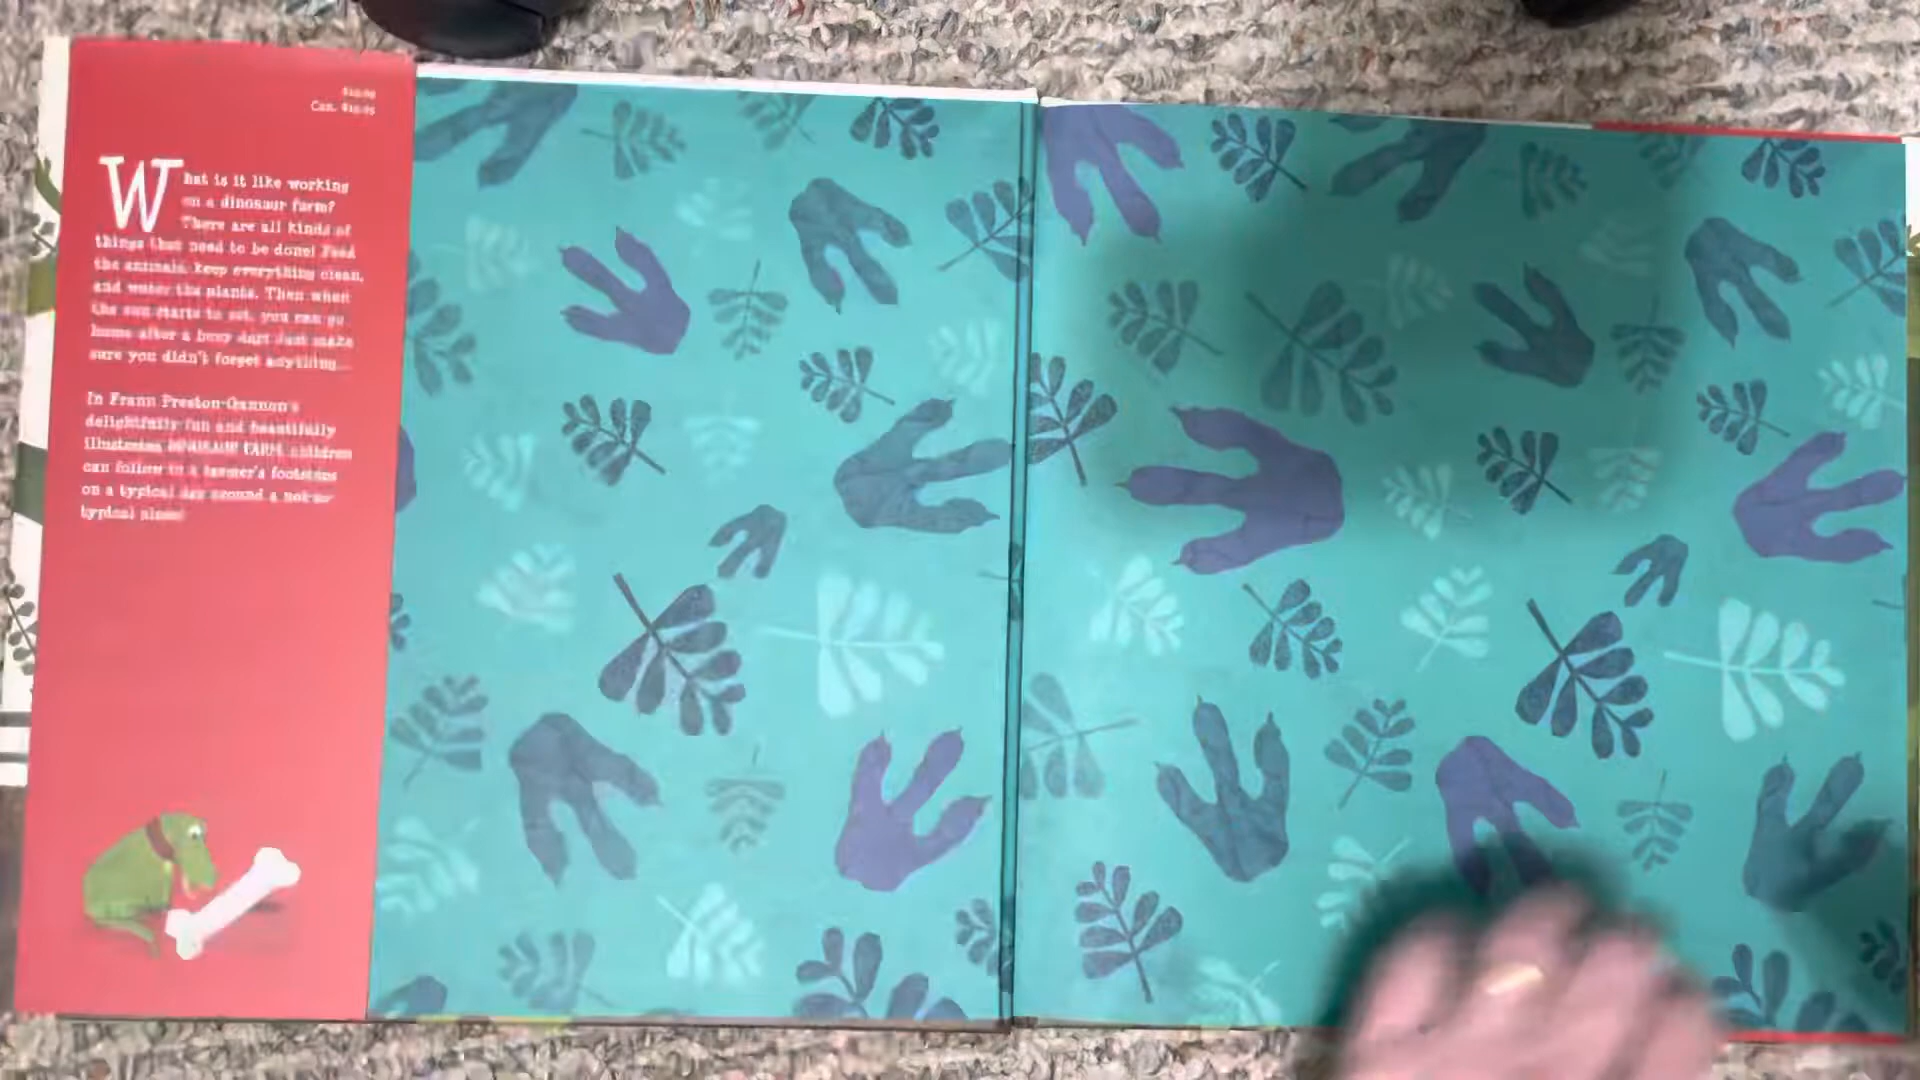 Can.
What is it like working
on a dinosaur farm?
There are all kinds of
things that need to be done! Feed
the animals, keep everything clean,
and water the plants. Then when
the sun starts to set, you can go
home after a busy day! Just make
sure you didn't forget anything...
In Frann Preston-Gannon's
delightfully fun and beautifully
illustrated DINOSAUR FARM, children
can follow in a farmer's footsteps
on a typical day around a not-so-
typical place!